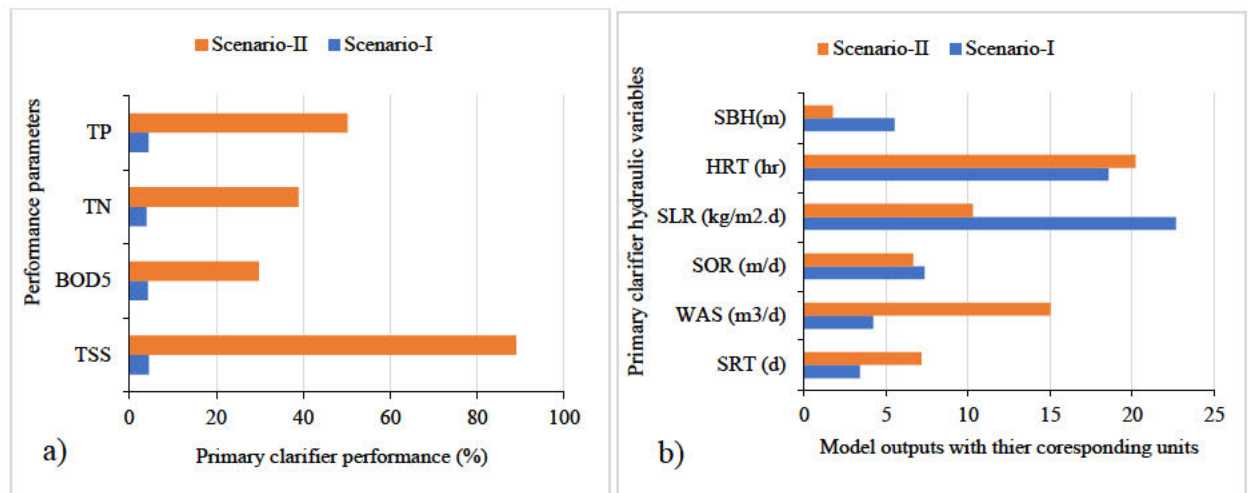 Scenario-II Scenario-I
Performance parameters
TP
TN
BOD5
TSS
0 20 40 60 80 100
Primary clarifier performance (%)
a)
Scenario-II Scenario-I
Primary clarifier hydraulic variables
SBH(m)
HRT (hr)
SLR (kg/m2.d)
SOR (m/d)
WAS (m3/d)
SRT (d)
0 5 10 15 20 25
Model outputs with thier coresponding units
b)